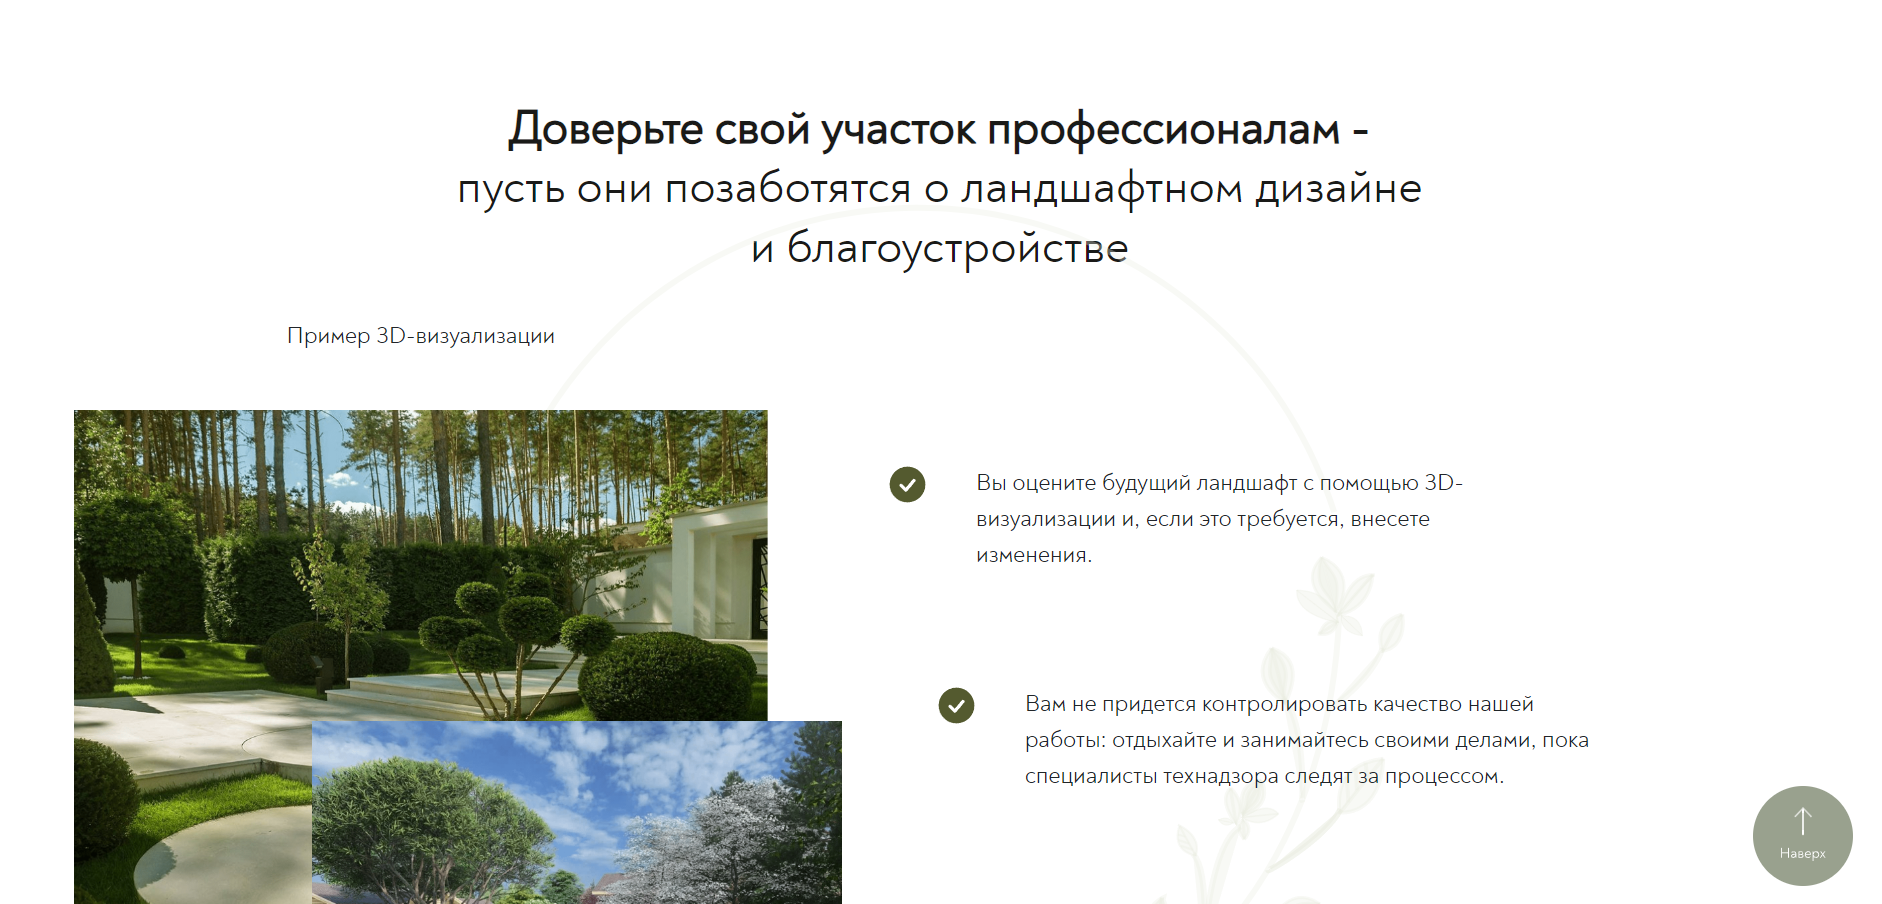 Доверьте свой участок профессионалам -
пусть они позаботятся о ландшафтном дизайне
и благоустройстве
Пример 3D-визуализации
Вы оцените будущий ландшафт с помощью 3D-
визуализации и, если это требуется, внесете
изменения.
Вам не придется контролировать качество нашей
работы: отдыхайте и занимайтесь своими делами, пока
специалисты технадзора следят за процессом.
Наверх